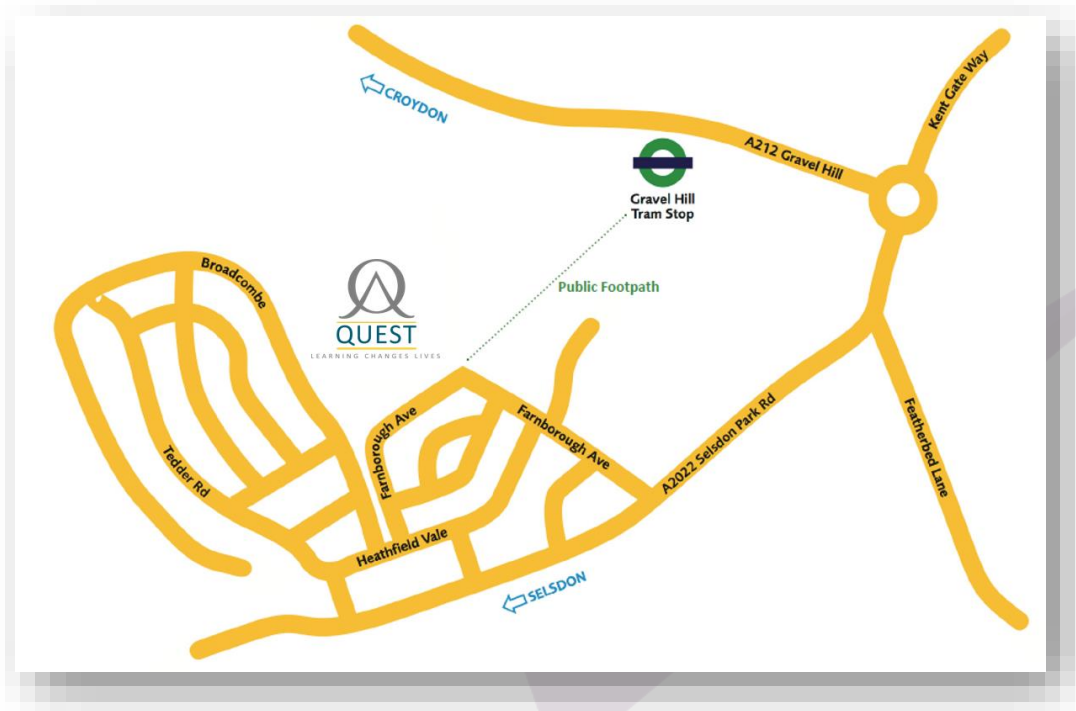 CROYDON
Kent Gate Way
A212 Gravel Hill
Gravel Hill
Tram Stop
Broadcombe
Public Footpath
QUEST
LEARNING CHANGES LIVES
Farnborough Ave
Farnborough Ave
A2022 Selsdon Park Rd
Featherbed Lane
Tedder Rd
Heathfield Vale
SELSDON